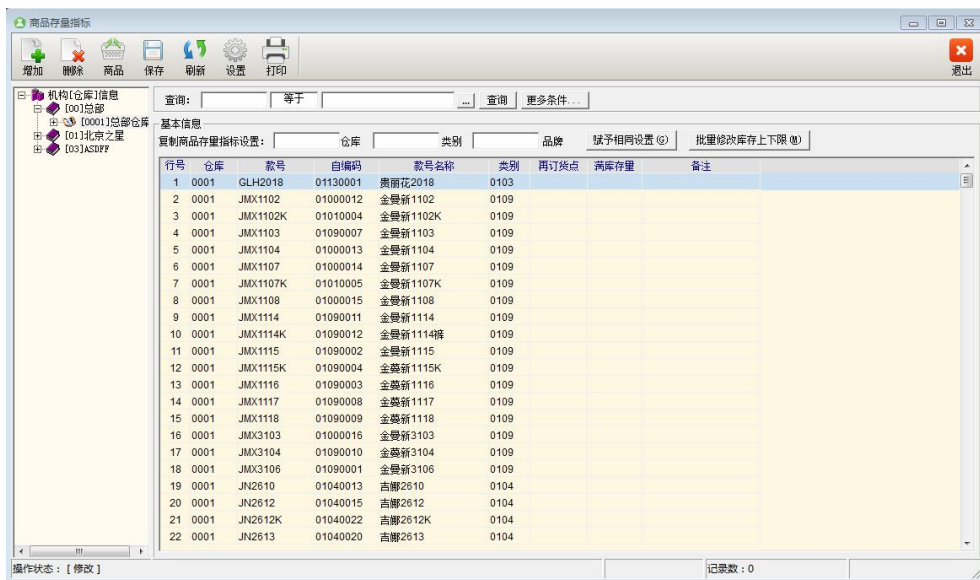 商品存量指标
增加 删除 商品 保存 刷新 设置 打印 退出
机构[仓库]信息
[00]总部
[0001]总部仓库
[01]北京之星
[03]ASDFF
查询: 等于 ... 查询 更多条件...
基本信息
复制商品存量指标设置: 仓库 类别 品牌 赋予相同设置(G) 批量修改库存上下限(M)
行号 仓库 款号 自编码 款号名称 类别 再订货点 满库存量 备注
1 0001 GLH2018 01130001 贵丽花2018 0103
2 0001 JMX1102 01000012 金曼新1102 0109
3 0001 JMX1102K 01010004 金曼新1102K 0109
4 0001 JMX1103 01090007 金曼新1103 0109
5 0001 JMX1104 01000013 金曼新1104 0109
6 0001 JMX1107 01000014 金曼新1107 0109
7 0001 JMX1107K 01010005 金曼新1107K 0109
8 0001 JMX1108 01000015 金曼新1108 0109
9 0001 JMX1114 01090011 金曼新1114 0109
10 0001 JMX1114K 01090012 金曼新1114裤 0109
11 0001 JMX1115 01090002 金曼新1115 0109
12 0001 JMX1115K 01090004 金蔓新1115K 0109
13 0001 JMX1116 01090003 金蔓新1116 0109
14 0001 JMX1117 01090008 金蔓新1117 0109
15 0001 JMX1118 01090009 金蔓新1118 0109
16 0001 JMX3103 01000016 金曼新3103 0109
17 0001 JMX3104 01090010 金蔓新3104 0109
18 0001 JMX3106 01090001 金曼新3106 0109
19 0001 JN2610 01040013 吉娜2610 0104
20 0001 JN2612 01040015 吉娜2612 0104
21 0001 JN2612K 01040022 吉娜2612K 0104
22 0001 JN2613 01040020 吉娜2613 0104
操作状态：[修改] 记录数：0